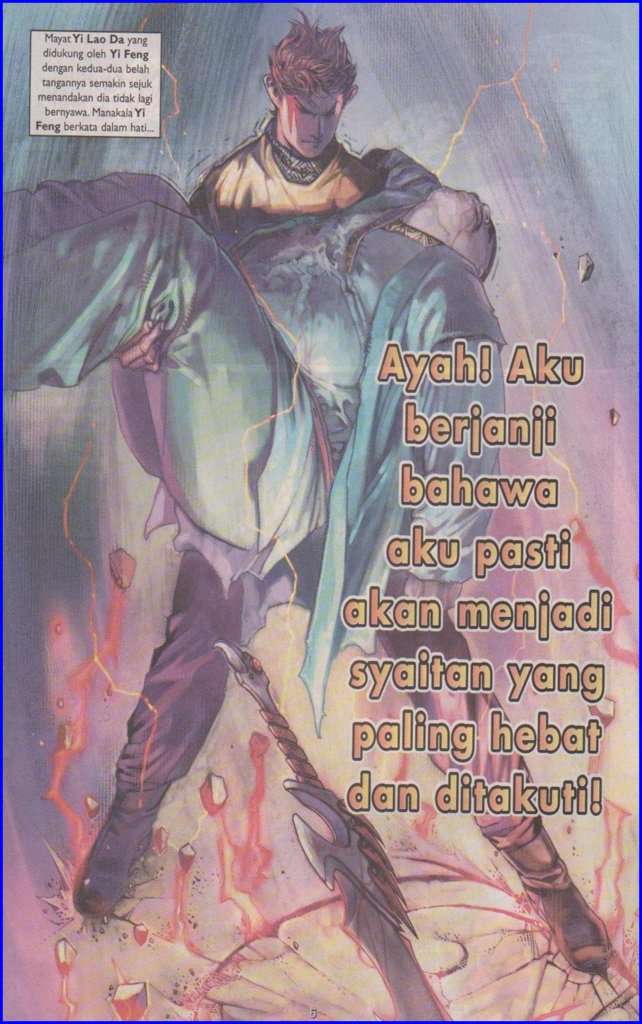 Mayat Yi Lao Da yang
didukung oleh Yi Feng
dengan kedua-dua belah
tangannya semakin sejuk
menandakan dia tidak lagi
bernyawa. Manakala Yi
Feng berkata dalam hati...
Ayah! Aku
berjanji
bahawa
aku pasti
akan menjadi
syaitan yang
paling hebat
dan ditakuti!
6